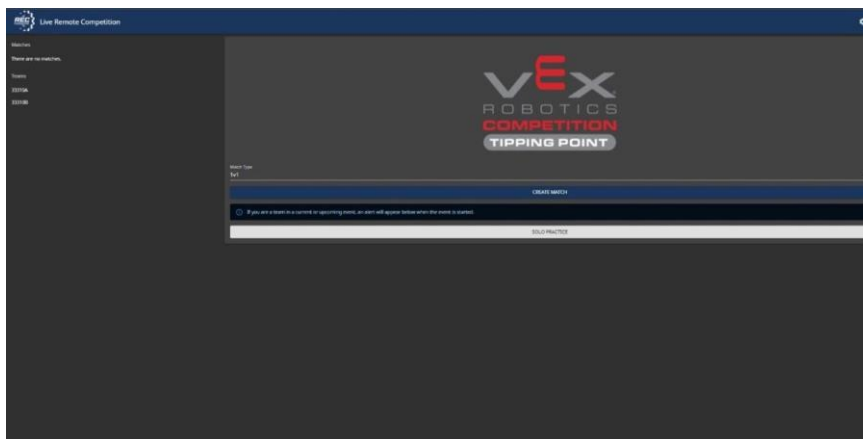 REC
Live Remote Competition
Matches
There are no matches.
Teams
vEX
ROBOTICS
COMPETITION
TIPPING POINT
Match Type
1v1
CREATE MATCH
If you are a team in a current or upcoming event, an alert will appear below when the event is started.
SOLO PRACTICE